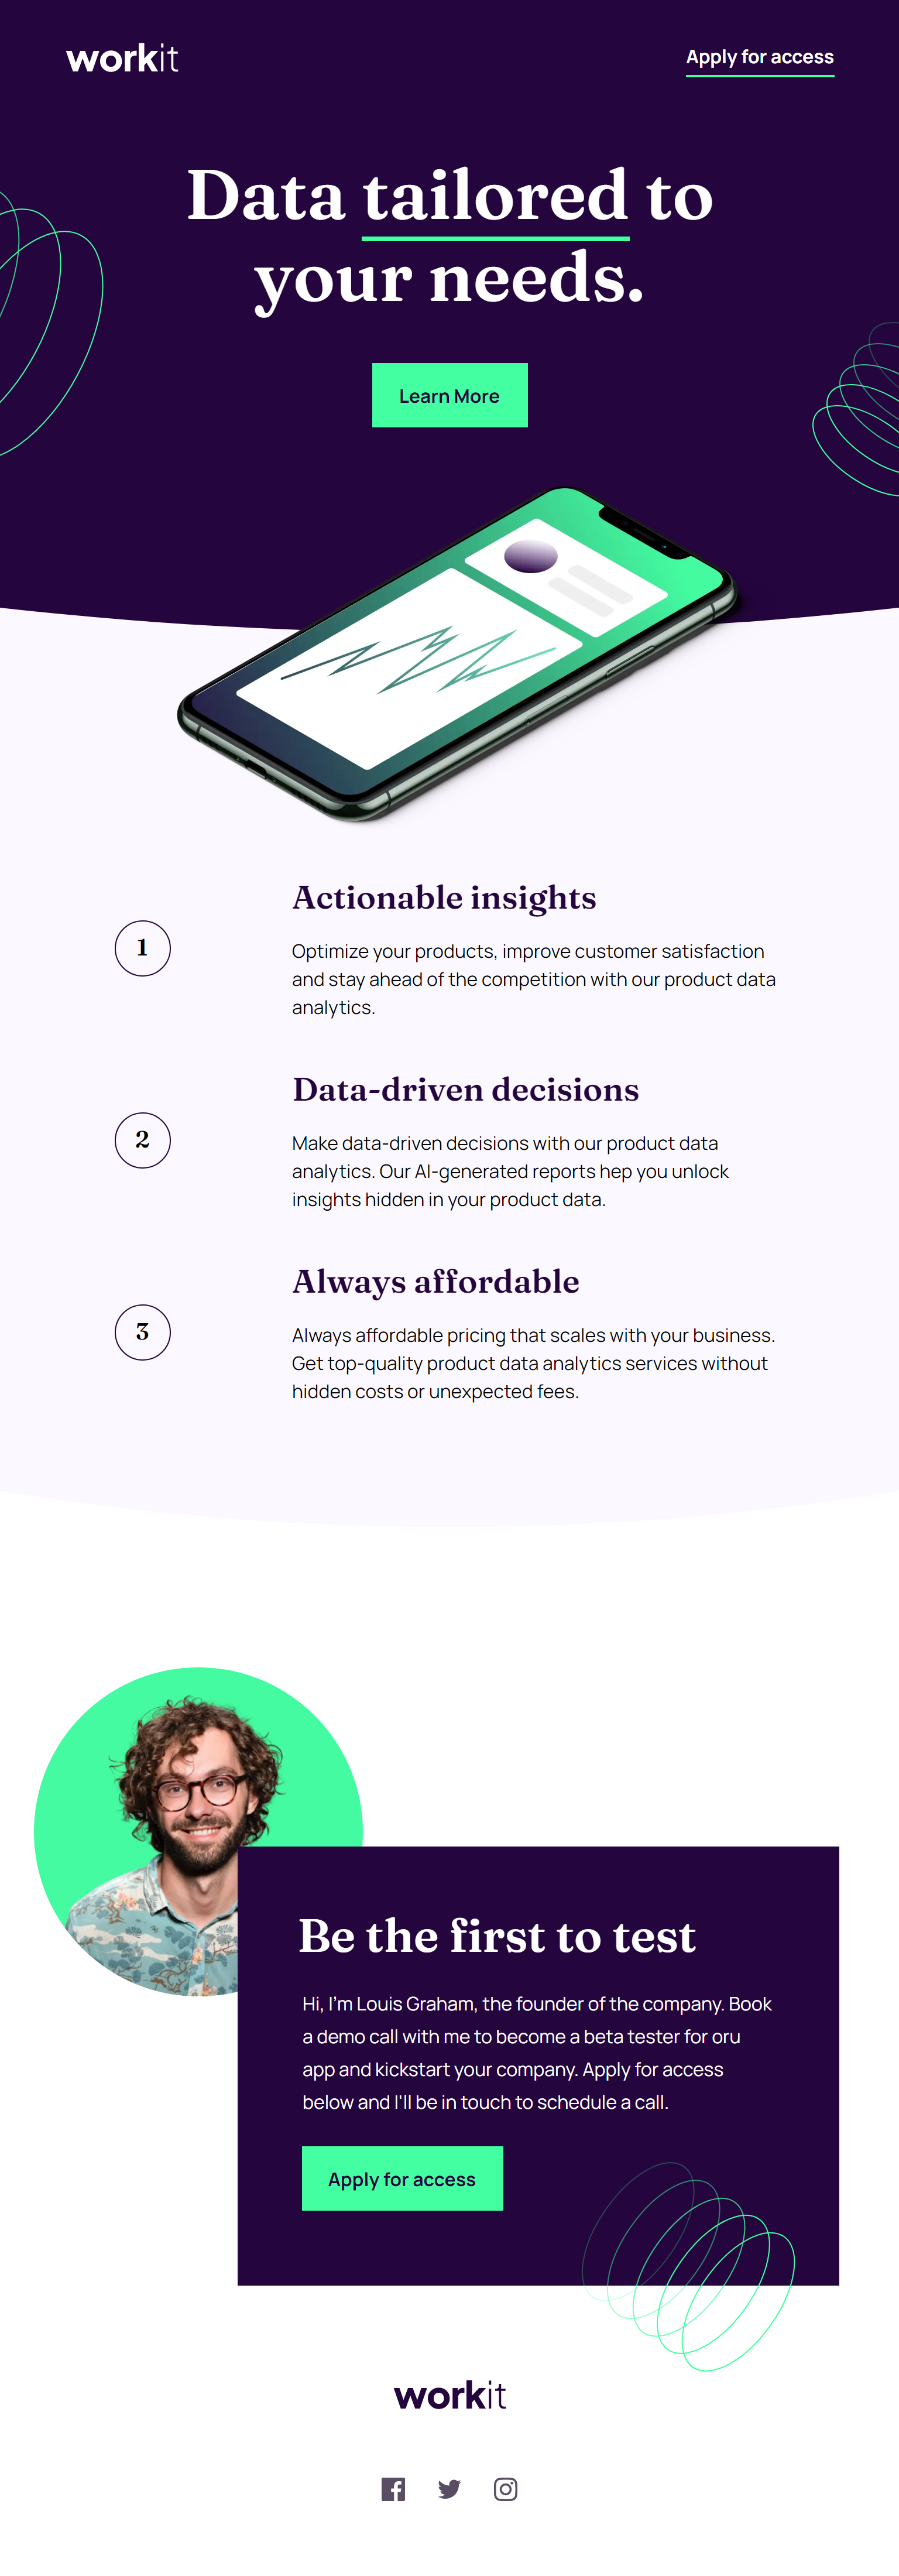 workit
Apply for access
Data tailored to
your needs.
Learn More
Actionable insights
1
Optimize your products, improve customer satisfaction
and stay ahead of the competition with our product data
analytics.
Data-driven decisions
2
Make data-driven decisions with our product data
analytics. Our AI-generated reports hep you unlock
insights hidden in your product data.
Always affordable
3
Always affordable pricing that scales with your business.
Get top-quality product data analytics services without
hidden costs or unexpected fees.
Be the first to test
Hi, I'm Louis Graham, the founder of the company. Book
a demo call with me to become a beta tester for oru
app and kickstart your company. Apply for access
below and I'll be in touch to schedule a call.
Apply for access
workit